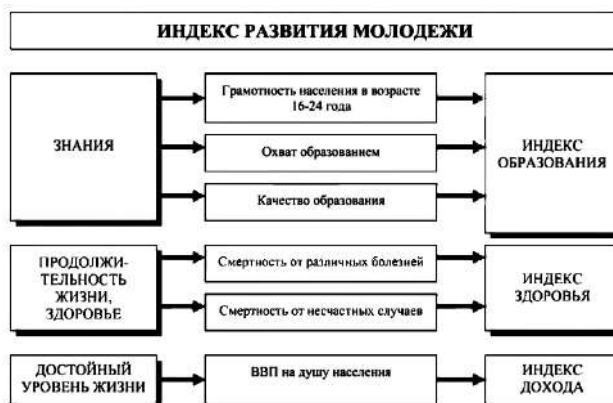 ИНДЕКС РАЗВИТИЯ МОЛОДЕЖИ
ЗНАНИЯ
Грамотность населения в возрасте
16-24 года
Охват образованием
Качество образования
ИНДЕКС
ОБРАЗОВАНИЯ
ПРОДОЛЖИ-
ТЕЛЬНОСТЬ
ЖИЗНИ,
ЗДОРОВЬЕ
Смертность от различных болезней
Смертность от несчастных случаев
ИНДЕКС
ЗДОРОВЬЯ
ДОСТОЙНЫЙ
УРОВЕНЬ ЖИЗНИ
ВВП на душу населения
ИНДЕКС
ДОХОДА